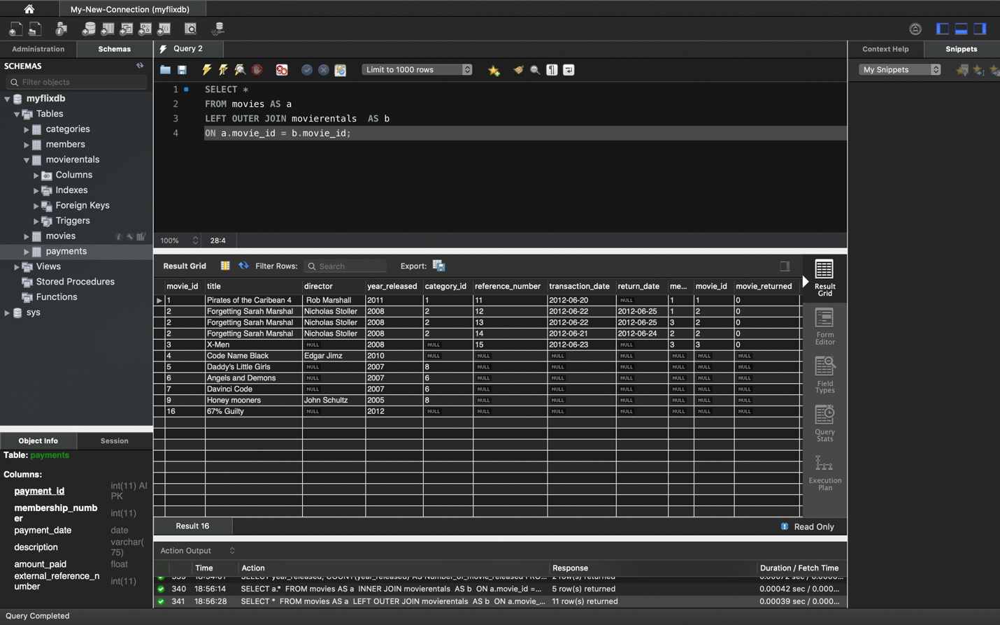 My-New-Connection (myflixdb)
Administration
Schemas
Query 2
Context Help
Snippets
SCHEMAS
Filter objects
Limit to 1000 rows
My Snippets
myflixdb
Tables
categories
members
movierentals
Columns
Indexes
Foreign Keys
Triggers
movies
payments
Views
Stored Procedures
Functions
sys
1 SELECT *
2 FROM movies AS a
3 LEFT OUTER JOIN movierentals  AS b
4 ON a.movie_id = b.movie_id;
100% 28:4
Result Grid Filter Rows: Search Export:
movie_id title director year_released category_id reference_number transaction_date return_date me... movie_id movie_returned
1 Pirates of the Caribean 4 Rob Marshall 2011 1 11 2012-06-20 NULL 1 1 0
2 Forgetting Sarah Marshal Nicholas Stoller 2008 2 12 2012-06-22 2012-06-25 1 2 0
2 Forgetting Sarah Marshal Nicholas Stoller 2008 2 13 2012-06-22 2012-06-25 3 2 0
2 Forgetting Sarah Marshal Nicholas Stoller 2008 2 14 2012-06-21 2012-06-24 2 2 0
3 X-Men NULL 2008 NULL 15 2012-06-23 NULL 3 3 0
4 Code Name Black Edgar Jimz 2010 NULL NULL NULL NULL NULL NULL NULL
5 Daddy's Little Girls NULL 2007 8 NULL NULL NULL NULL NULL NULL
6 Angels and Demons NULL 2007 6 NULL NULL NULL NULL NULL NULL
7 Davinci Code NULL 2007 6 NULL NULL NULL NULL NULL NULL
9 Honey mooners John Schultz 2005 8 NULL NULL NULL NULL NULL NULL
16 67% Guilty NULL 2012 NULL NULL NULL NULL NULL NULL NULL
Result
Grid
Form
Editor
Field
Types
Query
Stats
Execution
Plan
Result 16
Read Only
Object Info
Session
Table: payments
Columns:
payment_id int(11) AI
PK
membership_numb
er int(11)
payment_date date
description varchar(
75)
amount_paid float
external_reference_n
umber int(11)
Action Output
Time Action Response Duration / Fetch Time
339 18:54:01 SELECT year_released, COUNT(year_released) AS Number_of_movie_released FRO... 2 row(s) returned
340 18:56:14 SELECT a.*  FROM movies AS a  INNER JOIN movierentals  AS b  ON a.movie_id =... 5 row(s) returned 0.00042 sec / 0.000...
341 18:56:28 SELECT *  FROM movies AS a  LEFT OUTER JOIN movierentals  AS b  ON a.movie_... 11 row(s) returned 0.00039 sec / 0.000...
Query Completed